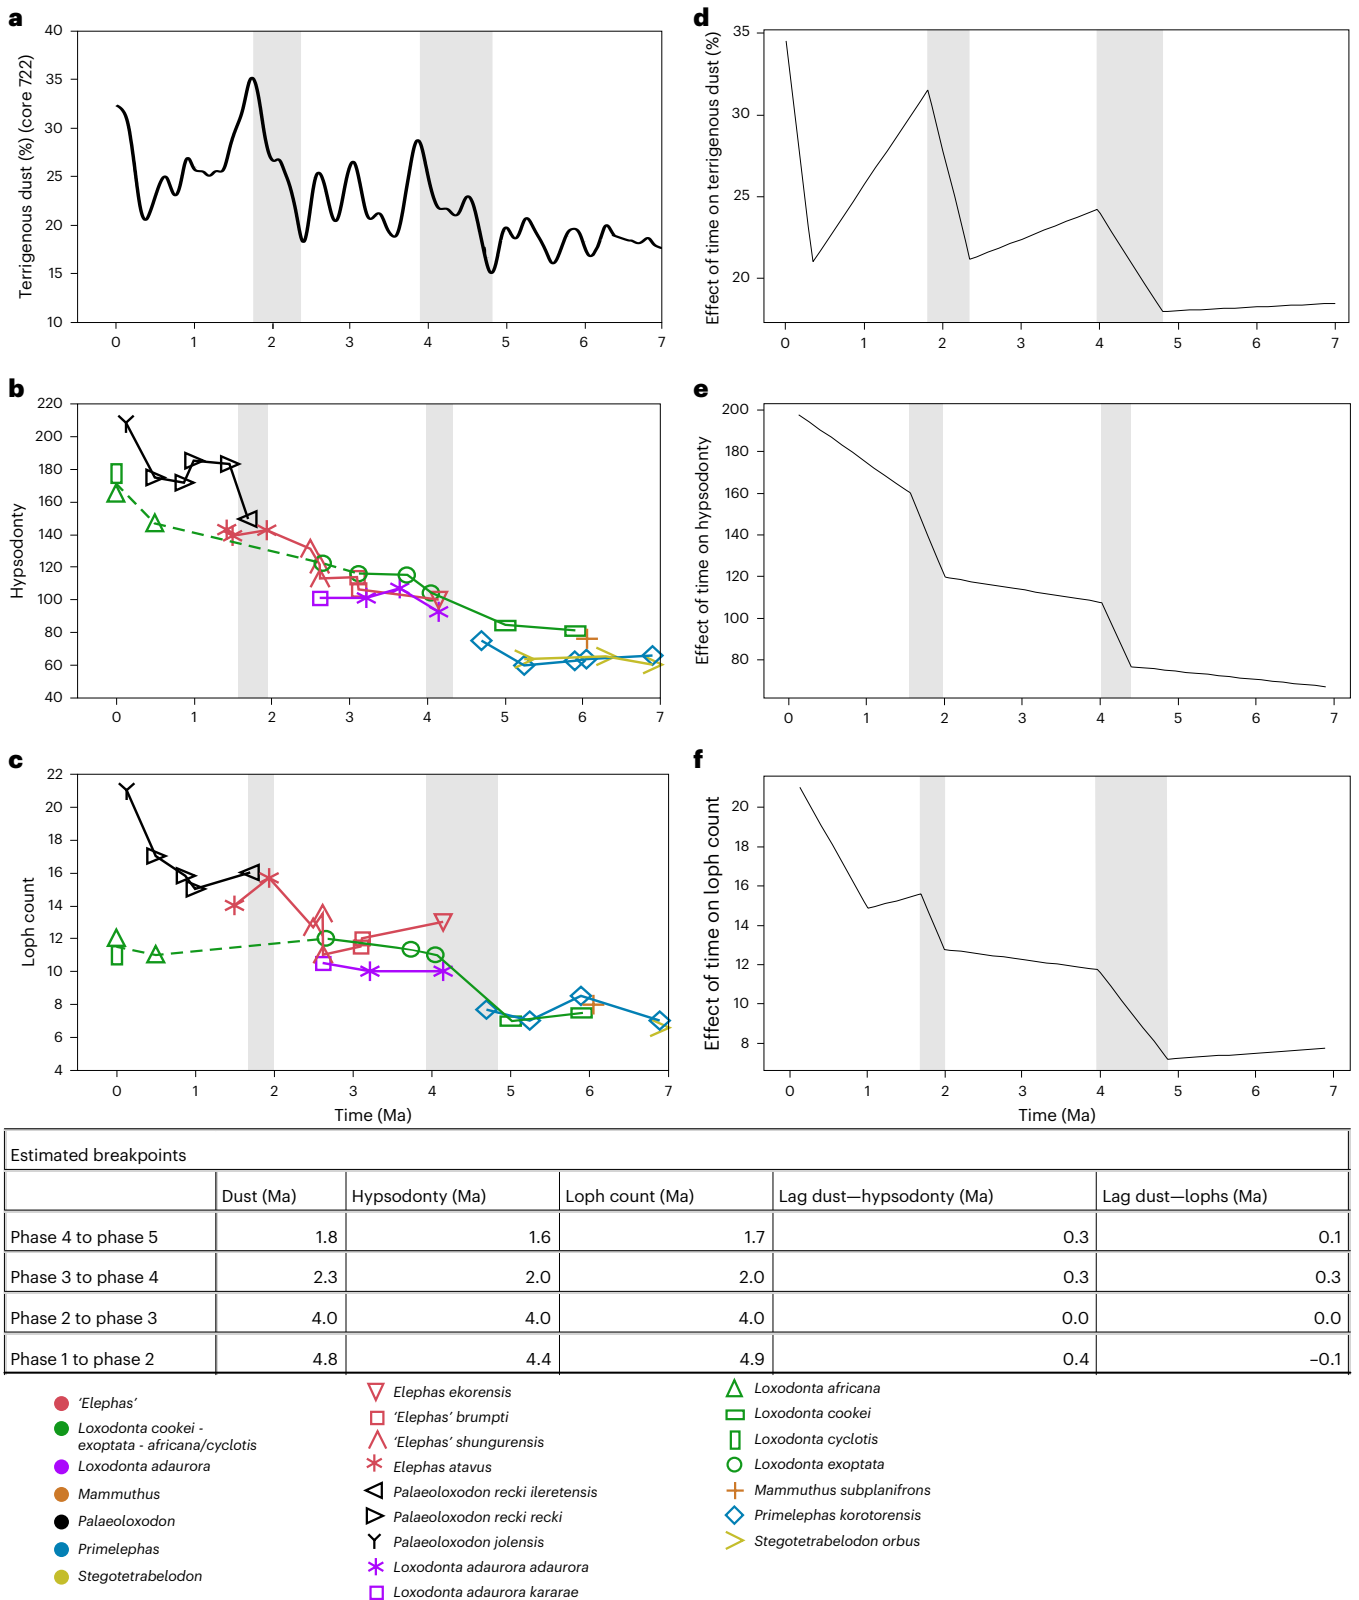 a
Terrigenous dust (%) (core 722)
40
35
30
25
20
15
10
0 1 2 3 4 5 6 7
d
Effect of time on terrigenous dust (%)
35
30
25
20
0 1 2 3 4 5 6 7
b
Hypsodonty
220
200
180
160
140
120
100
80
60
40
0 1 2 3 4 5 6 7
e
Effect of time on hypsodonty
200
180
160
140
120
100
80
0 1 2 3 4 5 6 7
c
Loph count
22
20
18
16
14
12
10
8
6
4
0 1 2 3 4 5 6 7
Time (Ma)
f
Effect of time on loph count
20
18
16
14
12
10
8
0 1 2 3 4 5 6 7
Time (Ma)
Estimated breakpoints
Dust (Ma) Hypsodonty (Ma) Loph count (Ma) Lag dust—hypsodonty (Ma) Lag dust—lophs (Ma)
Phase 4 to phase 5 1.8 1.6 1.7 0.3 0.1
Phase 3 to phase 4 2.3 2.0 2.0 0.3 0.3
Phase 2 to phase 3 4.0 4.0 4.0 0.0 0.0
Phase 1 to phase 2 4.8 4.4 4.9 0.4 –0.1
‘Elephas’
Loxodonta cookei -
exoptata - africana/cyclotis
Loxodonta adaurora
Mammuthus
Palaeoloxodon
Primelephas
Stegotetrabelodon
Elephas ekorensis
‘Elephas’ brumpti
‘Elephas’ shungurensis
Elephas atavus
Palaeoloxodon recki ileretensis
Palaeoloxodon recki recki
Palaeoloxodon jolensis
Loxodonta adaurora adaurora
Loxodonta adaurora kararae
Loxodonta africana
Loxodonta cookei
Loxodonta cyclotis
Loxodonta exoptata
Mammuthus subplanifrons
Primelephas korotorensis
Stegotetrabelodon orbus